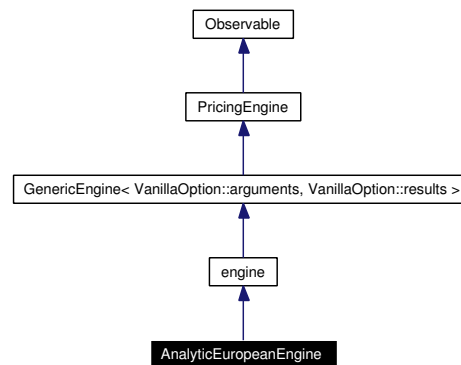 Observable
PricingEngine
GenericEngine< VanillaOption::arguments, VanillaOption::results >
engine
AnalyticEuropeanEngine